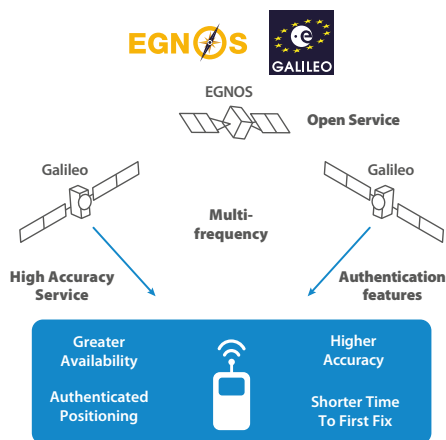 EGNOS
GALILEO
EGNOS
Open Service
Galileo
Galileo
Multi-
frequency
High Accuracy
Service
Authentication
features
Greater
Availability
Higher
Accuracy
Authenticated
Positioning
Shorter Time
To First Fix